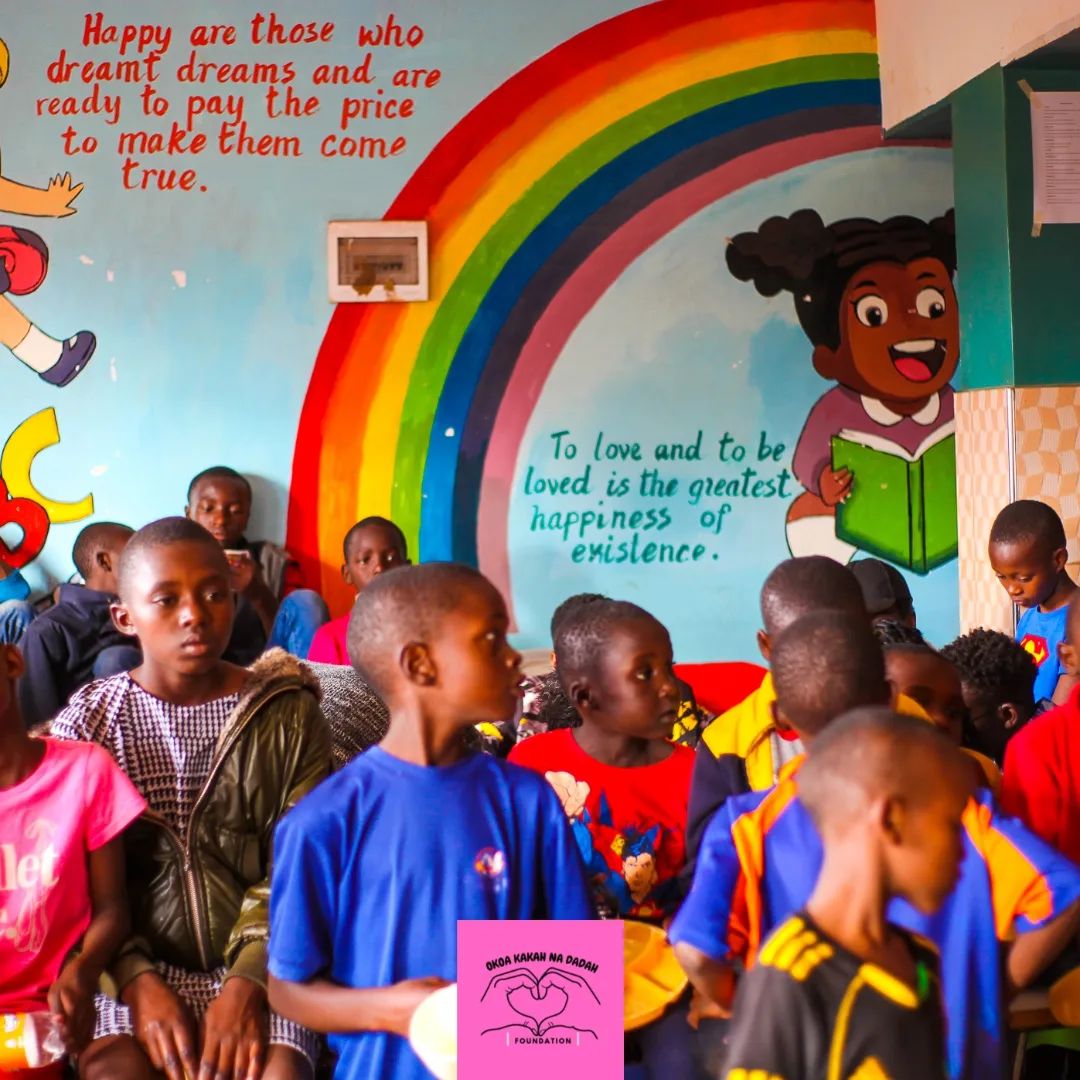 Happy are those who
dreamt dreams and are
ready to pay the price
to make them come
true.
To love and to be
loved is the greatest
happiness of
existence.
OKOA KAKAH NA DADAH
FOUNDATION